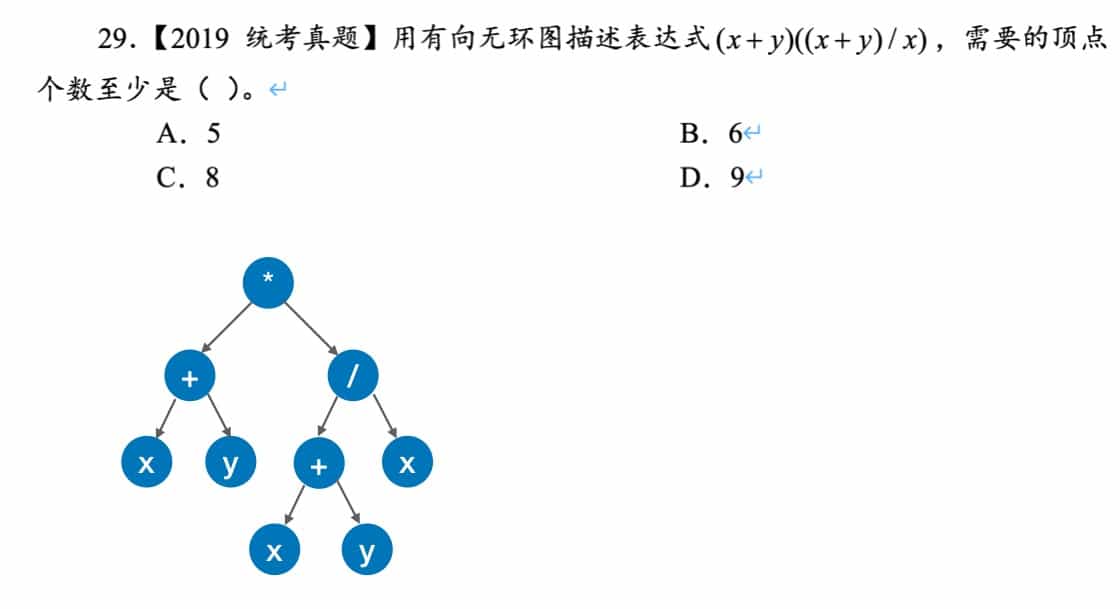 29.【2019 统考真题】用有向无环图描述表达式(x+y)((x+y)/x)，需要的顶点
个数至少是（ ）。↵
A. 5 B. 6↵
C. 8 D. 9↵
*
+ /
x y + x
x y